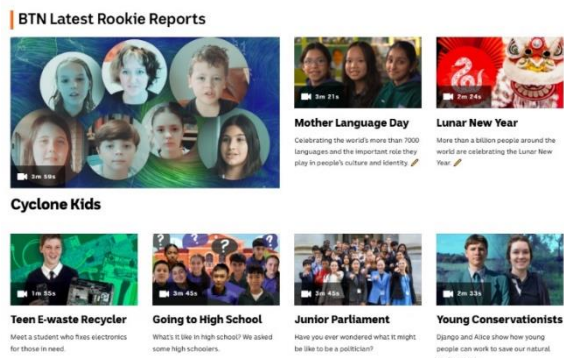 BTN Latest Rookie Reports
3m 58s
Cyclone Kids
3m 21s
Mother Language Day
Celebrating the world's more than 7000
languages and the important role they
play in people's culture and identity.
2m 24s
Lunar New Year
More than a billion people around the
world are celebrating the Lunar New
Year.
1m 55s
Teen E-waste Recycler
Meet a student who fixes electronics
for those in need.
? ? ?
3m 45s
Going to High School
What's it like in high school? We asked
some high schoolers.
3m 45s
Junior Parliament
Have you ever wondered what it might
be like to be a politician?
2m 33s
Young Conservationists
Django and Alice show how young
people can work to save our natural